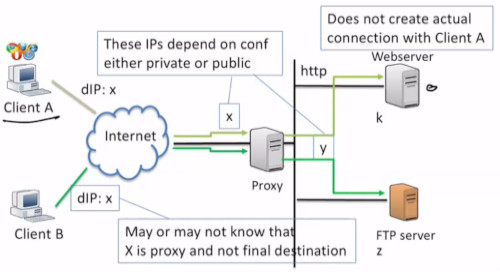 Does not create actual
connection with Client A
These IPs depend on conf
either private or public
Webserver
http
dIP: x
Client A
x
k
Internet
y
Proxy
dIP: x
Client B
May or may not know that
X is proxy and not final destination
FTP server
z